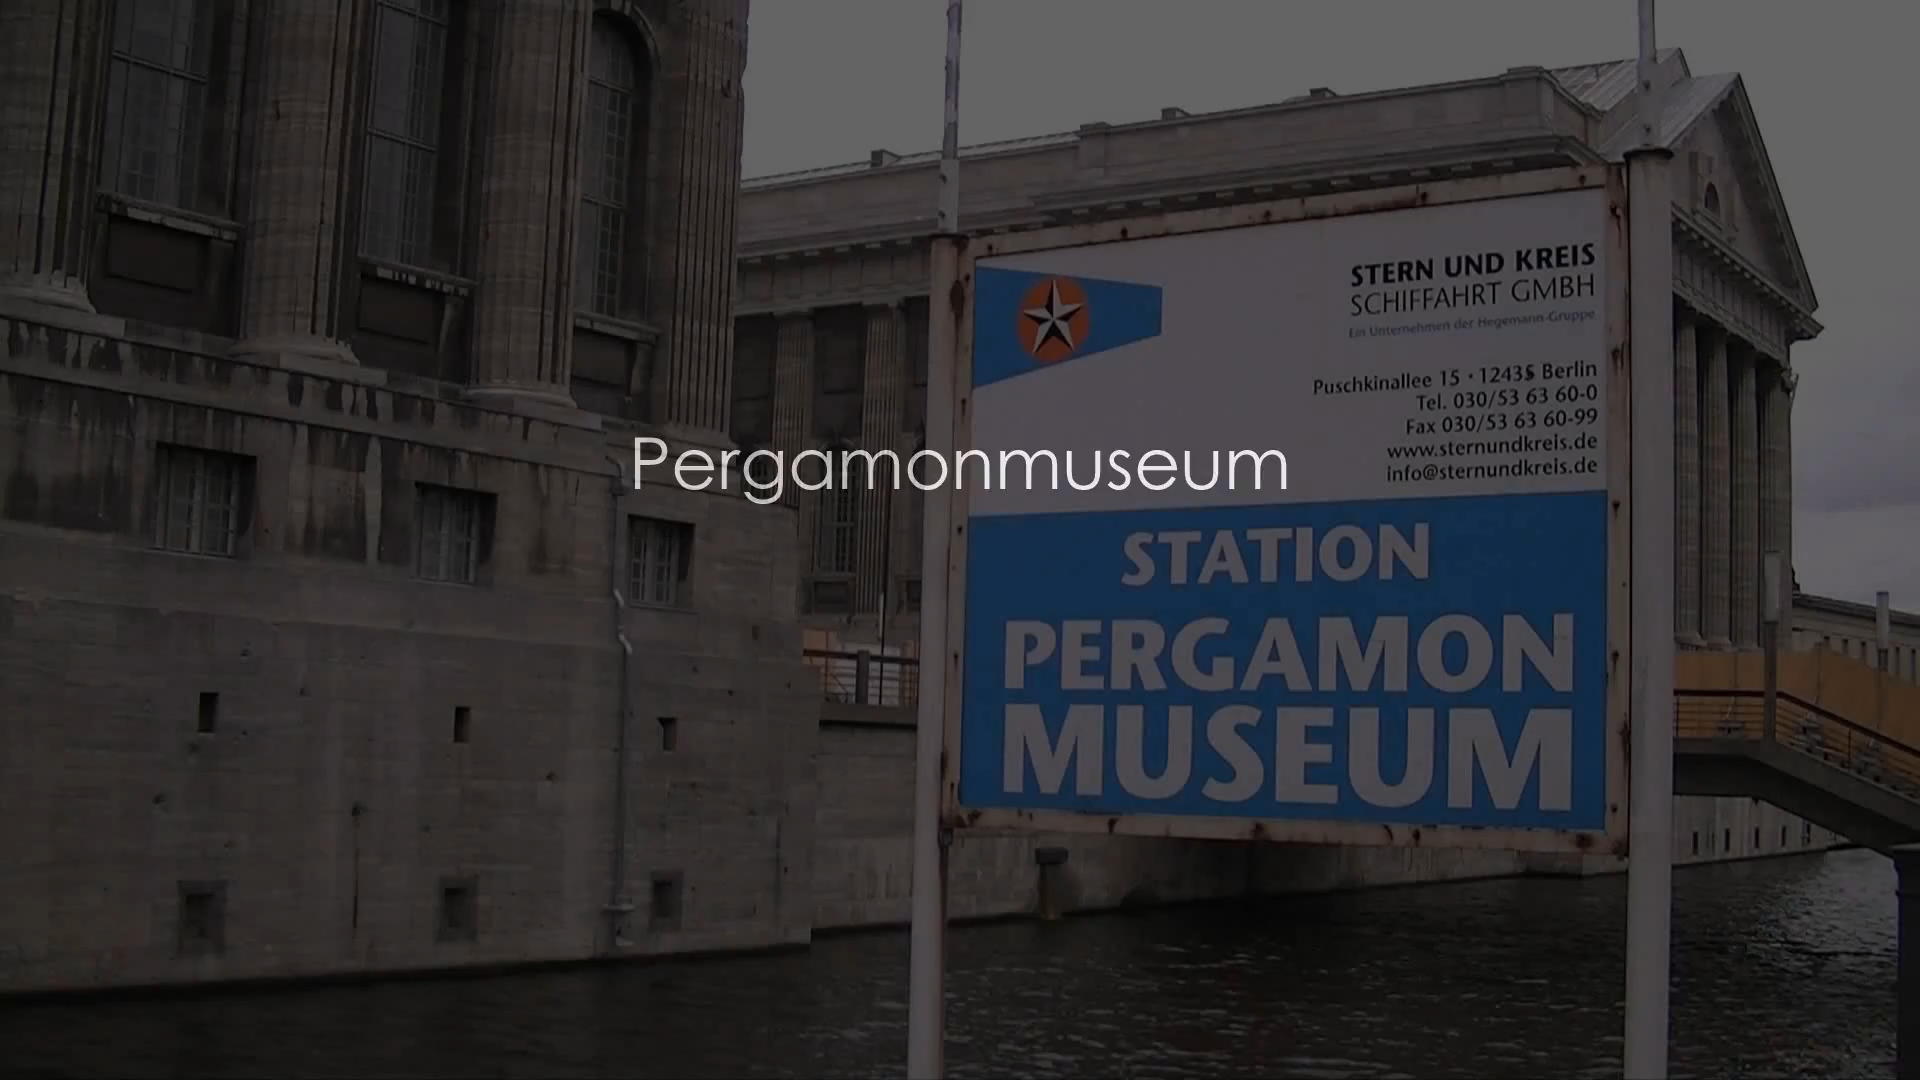 Pergamonmuseum
STERN UND KREIS
SCHIFFAHRT GMBH
Ein Unternehmen der Hegemann-Gruppe
Puschkinallee 15 · 12435 Berlin
Tel. 030/53 63 60-0
Fax 030/53 63 60-99
www.sternundkreis.de
info@sternundkreis.de
STATION
PERGAMON
MUSEUM